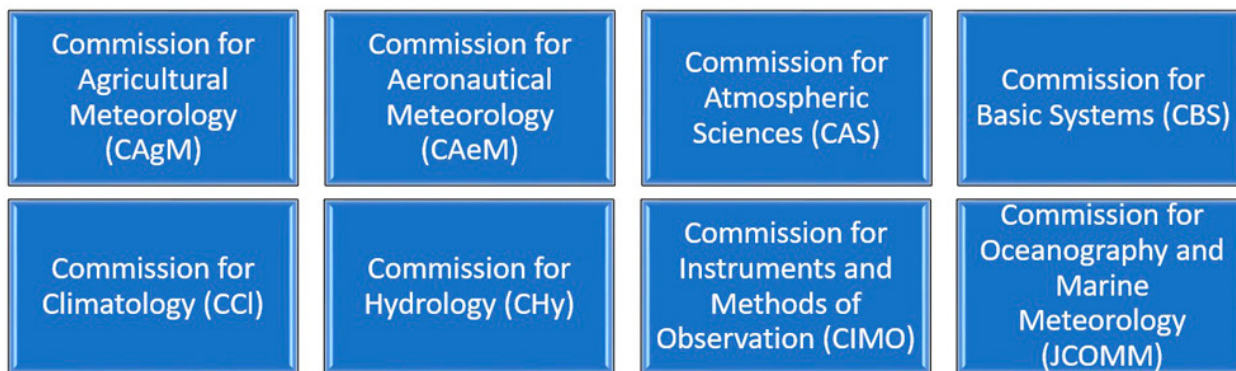 Commission for
Agricultural
Meteorology
(CAgM)
Commission for
Aeronautical
Meteorology
(CAeM)
Commission for
Atmospheric
Sciences (CAS)
Commission for
Basic Systems (CBS)
Commission for
Climatology (CCl)
Commission for
Hydrology (CHy)
Commission for
Instruments and
Methods of
Observation (CIMO)
Commission for
Oceanography and
Marine
Meteorology
(JCOMM)